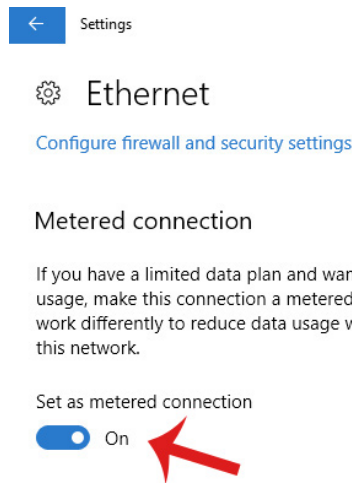 Settings
Ethernet
Configure firewall and security settings
Metered connection
If you have a limited data plan and
usage, make this connection a metered
work differently to reduce data usage
this network.
Set as metered connection
On